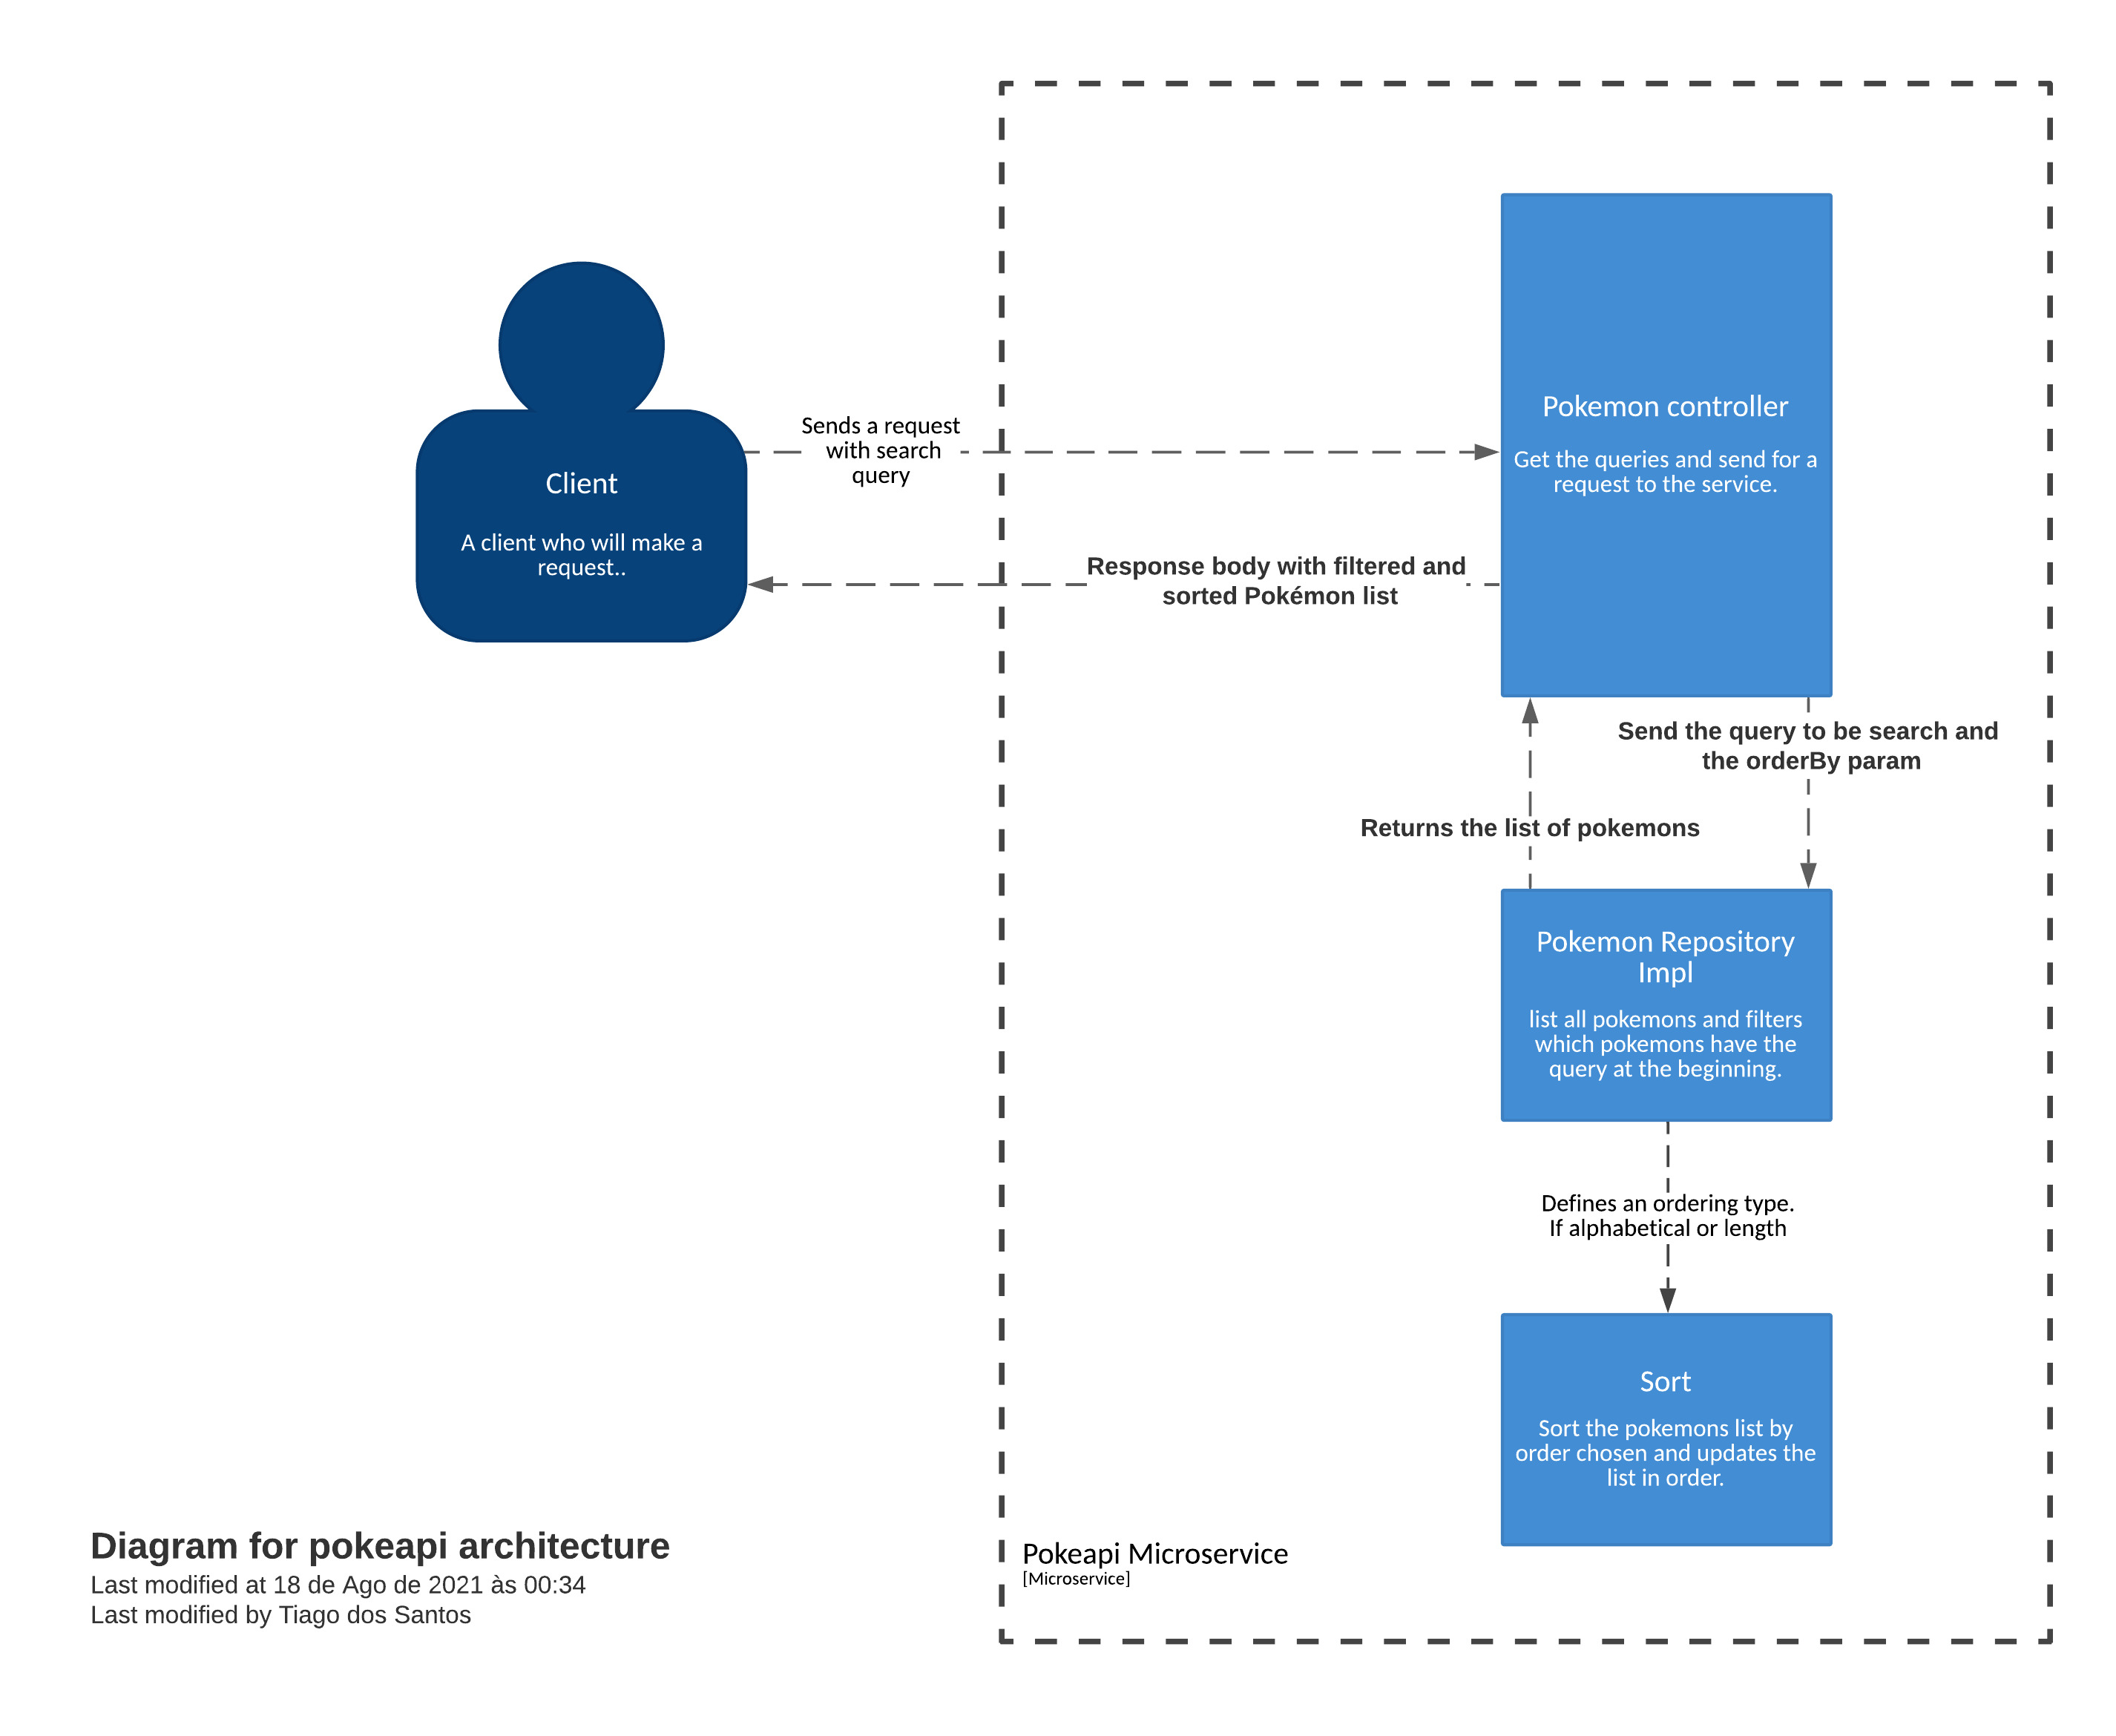 Client
A client who will make a
request..
Sends a request
with search
query
Response body with filtered and
sorted Pokémon list
Pokemon controller
Get the queries and send for a
request to the service.
Send the query to be search and
the orderBy param
Returns the list of pokemons
Pokemon Repository
Impl
list all pokemons and filters
which pokemons have the
query at the beginning.
Defines an ordering type.
If alphabetical or length
Sort
Sort the pokemons list by
order chosen and updates the
list in order.
Pokeapi Microservice
[Microservice]
Diagram for pokeapi architecture
Last modified at 18 de Ago de 2021 às 00:34
Last modified by Tiago dos Santos